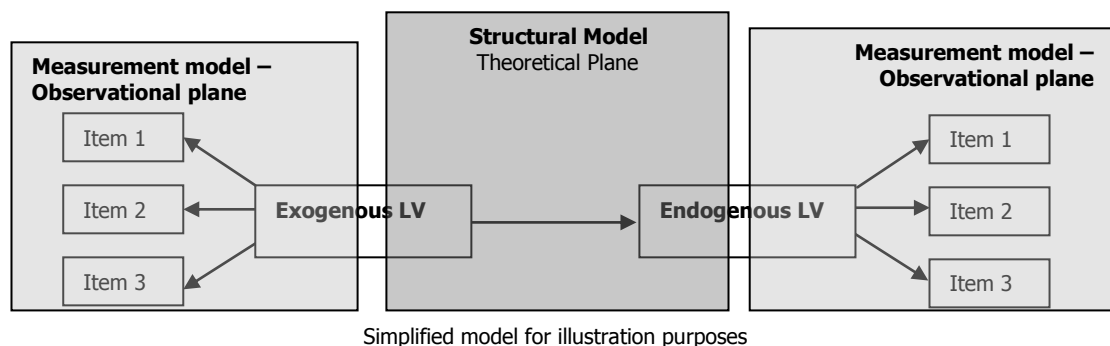 Measurement model –
Observational plane
Item 1
Item 2
Item 3
Exogenous LV
Structural Model
Theoretical Plane
Endogenous LV
Measurement model –
Observational plane
Item 1
Item 2
Item 3
Simplified model for illustration purposes